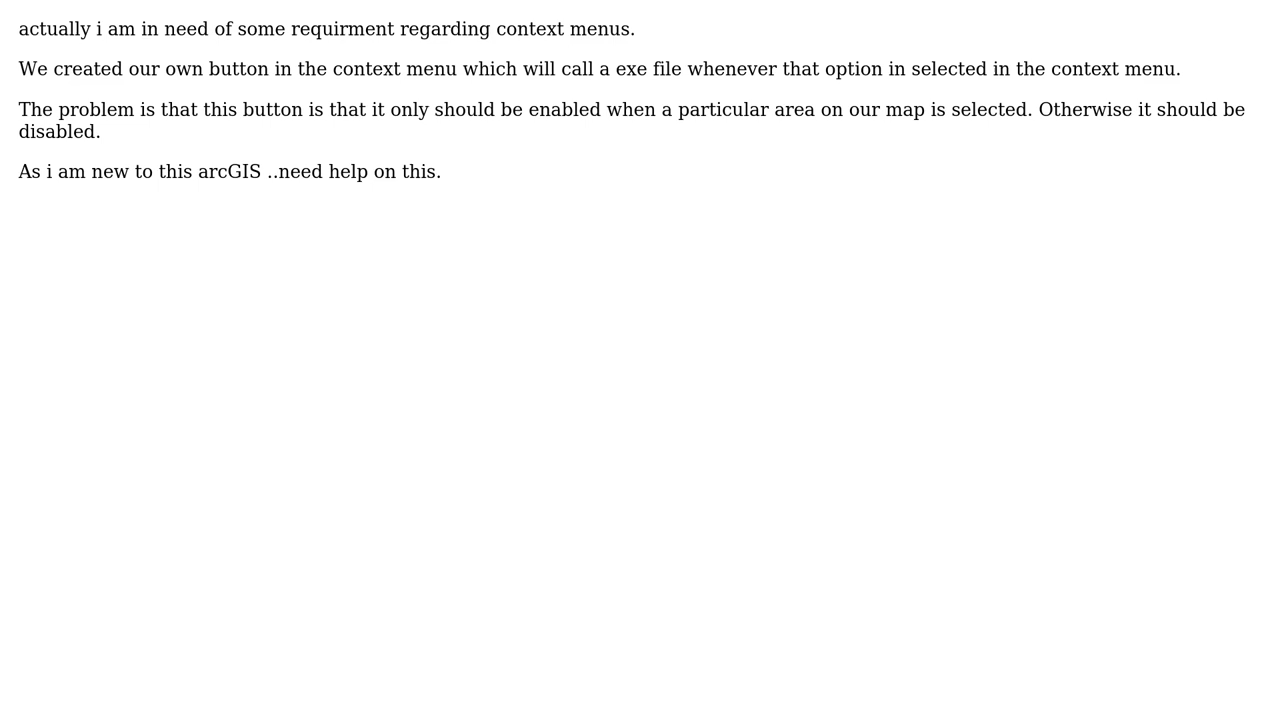 actually i am in need of some requirment regarding context menus.
We created our own button in the context menu which will call a exe file whenever that option in selected in the context menu.
The problem is that this button is that it only should be enabled when a particular area on our map is selected. Otherwise it should be
disabled.
As i am new to this arcGIS ..need help on this.